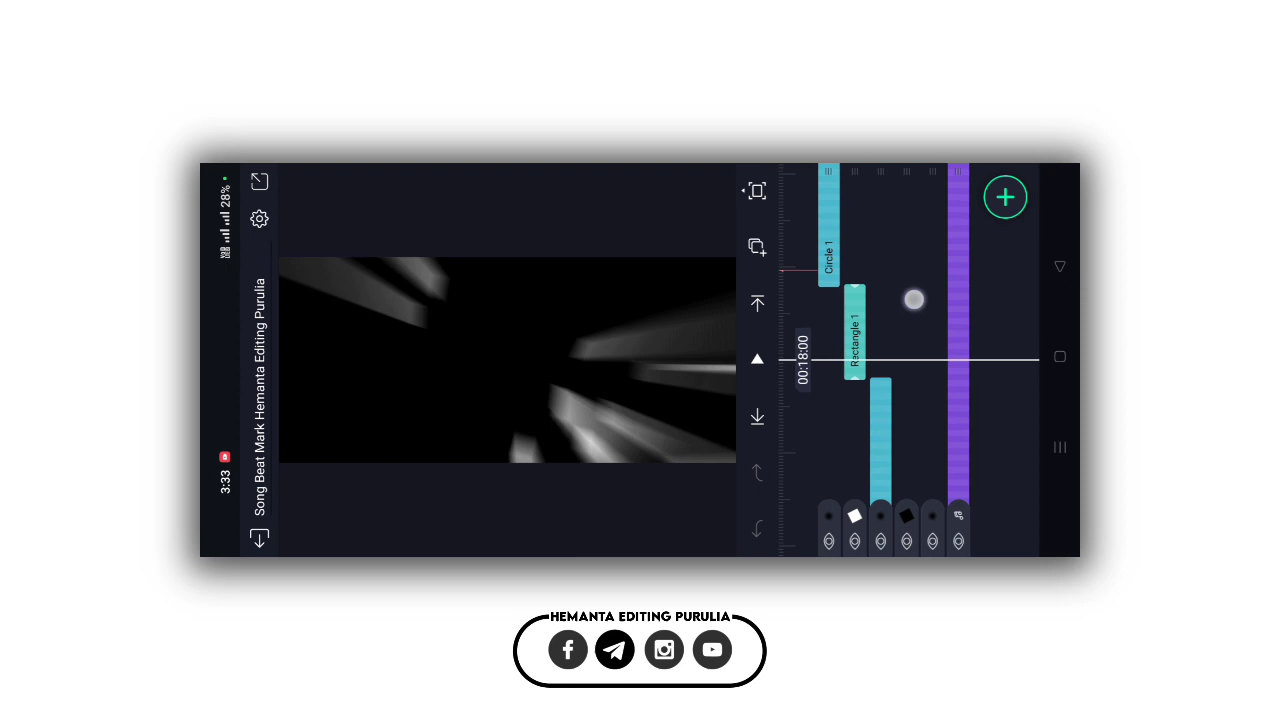 3:33
28%
Song Beat Mark Hemanta Editing Purulia
00:18:00
Circle 1
Rectangle 1
HEMANTA EDITING PURULIA